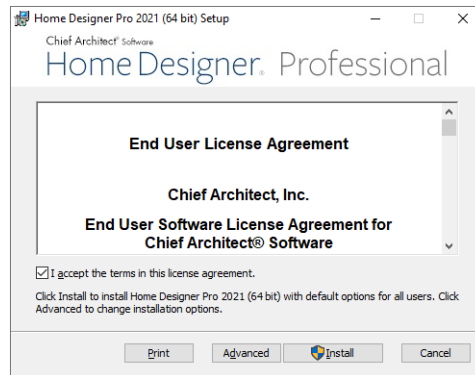 Home Designer Pro 2021 (64 bit) Setup
Chief Architect® Software
Home Designer® Professional
End User License Agreement
Chief Architect, Inc.
End User Software License Agreement for
Chief Architect® Software
I accept the terms in this license agreement.
Click Install to install Home Designer Pro 2021 (64 bit) with default options for all users. Click
Advanced to change installation options.
Print Advanced Install Cancel